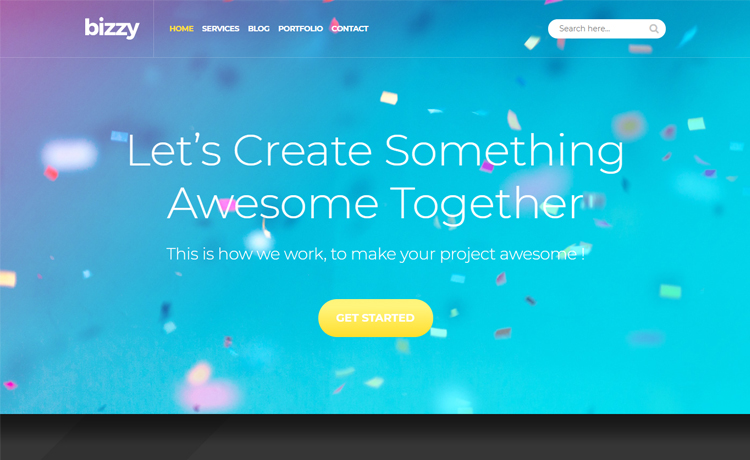 bizzy
HOME SERVICES BLOG PORTFOLIO CONTACT
Search here...
Let's Create Something
Awesome Together
This is how we work, to make your project awesome !
GET STARTED